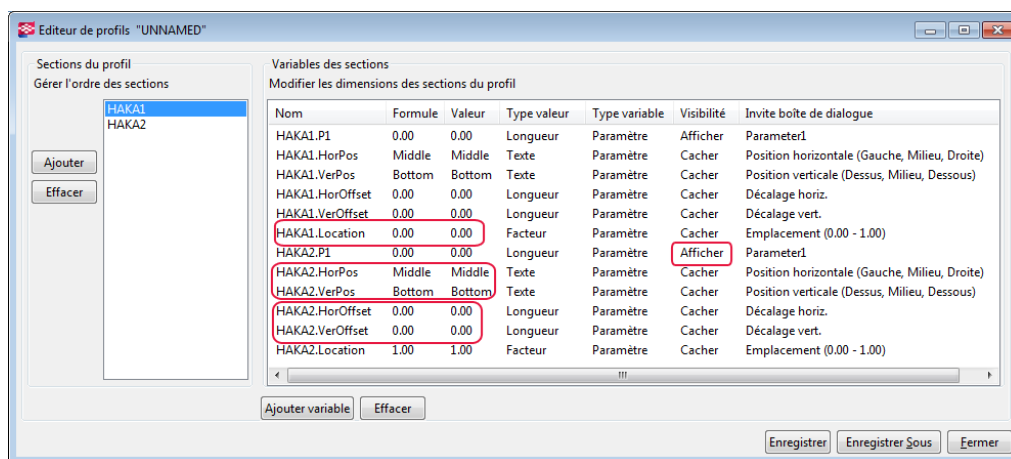 Editeur de profils "UNNAMED"
Sections du profil
Gérer l'ordre des sections
HAKA1
HAKA2
Ajouter
Effacer
Variables des sections
Modifier les dimensions des sections du profil
Nom Formule Valeur Type valeur Type variable Visibilité Invite boîte de dialogue
HAKA1.P1 0.00 0.00 Longueur Paramètre Afficher Parameter1
HAKA1.HorPos Middle Middle Texte Paramètre Cacher Position horizontale (Gauche, Milieu, Droite)
HAKA1.VerPos Bottom Bottom Texte Paramètre Cacher Position verticale (Dessus, Milieu, Dessous)
HAKA1.HorOffset 0.00 0.00 Longueur Paramètre Cacher Décalage horiz.
HAKA1.VerOffset 0.00 0.00 Longueur Paramètre Cacher Décalage vert.
HAKA1.Location 0.00 0.00 Facteur Paramètre Cacher Emplacement (0.00 - 1.00)
HAKA2.P1 0.00 0.00 Longueur Paramètre Afficher Parameter1
HAKA2.HorPos Middle Middle Texte Paramètre Cacher Position horizontale (Gauche, Milieu, Droite)
HAKA2.VerPos Bottom Bottom Texte Paramètre Cacher Position verticale (Dessus, Milieu, Dessous)
HAKA2.HorOffset 0.00 0.00 Longueur Paramètre Cacher Décalage horiz.
HAKA2.VerOffset 0.00 0.00 Longueur Paramètre Cacher Décalage vert.
HAKA2.Location 1.00 1.00 Facteur Paramètre Cacher Emplacement (0.00 - 1.00)
Ajouter variable Effacer
Enregistrer Enregistrer Sous Fermer